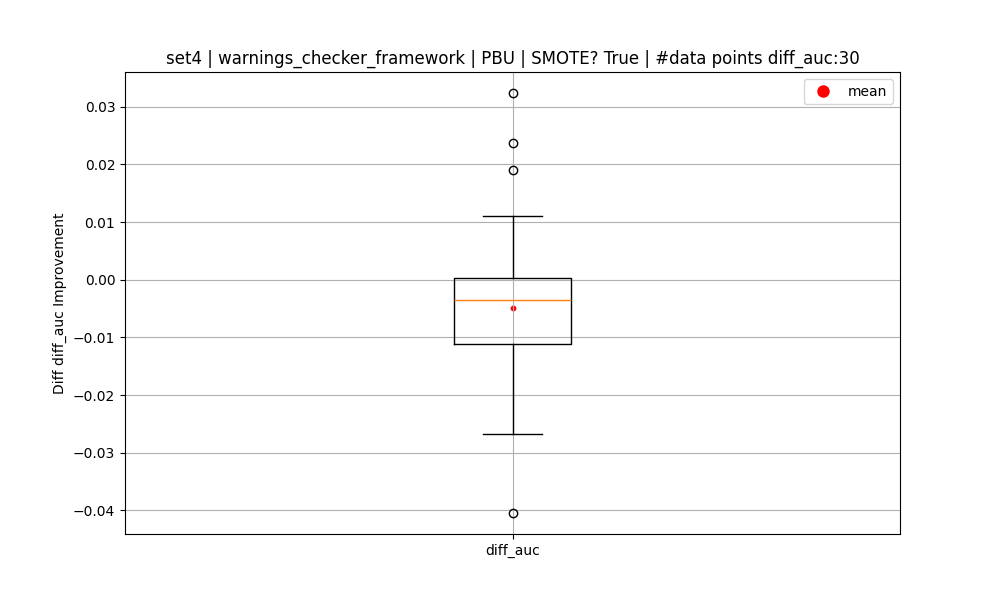 set4 | warnings_checker_framework | PBU | SMOTE? True | #data points diff_auc:30
mean
0.03
0.02
0.01
0.00
−0.01
−0.02
−0.03
−0.04
Diff diff_auc Improvement
diff_auc